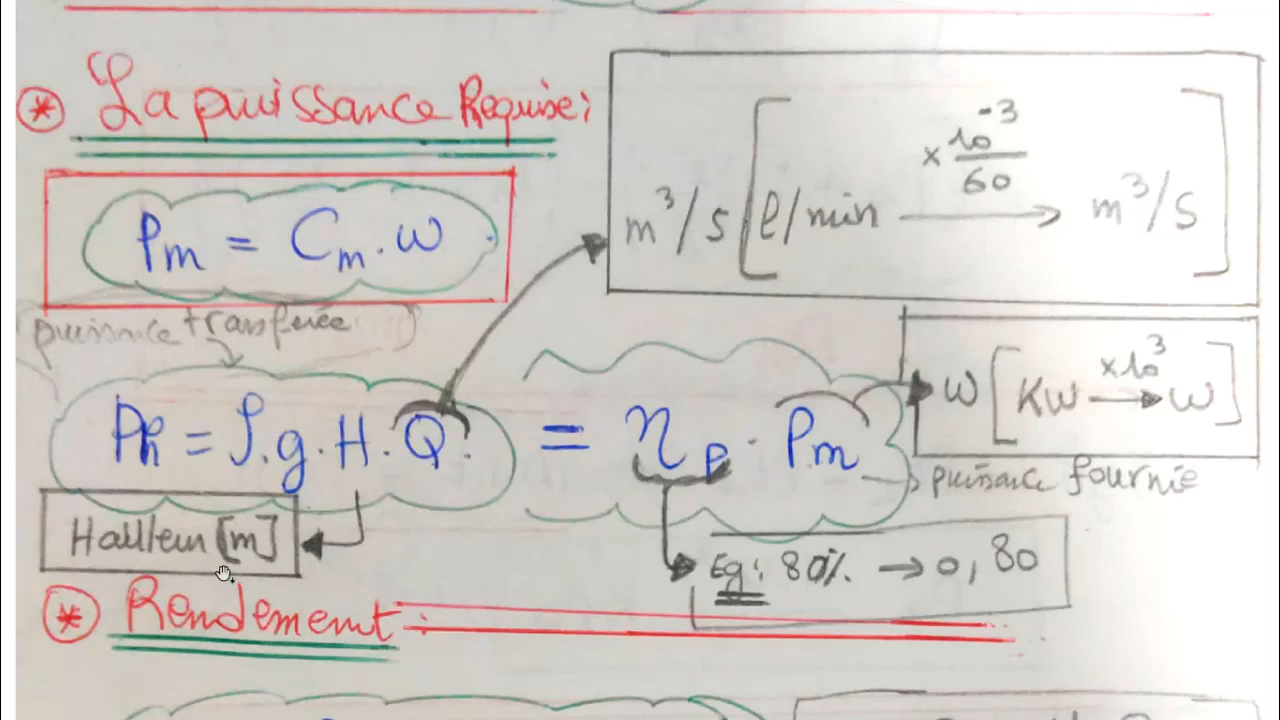 * La puissance Requise:
Pm = Cm.ω
m³/s [l/min ×10⁻³/60 → m³/s]
(puissance transférée)
Ph = ρ.g.H.Q = ηp. Pm
W [KW ×10³ → W]
→ puissance fournie
Hauteur [m]
Eg: 80% → 0,80
* Rendement: